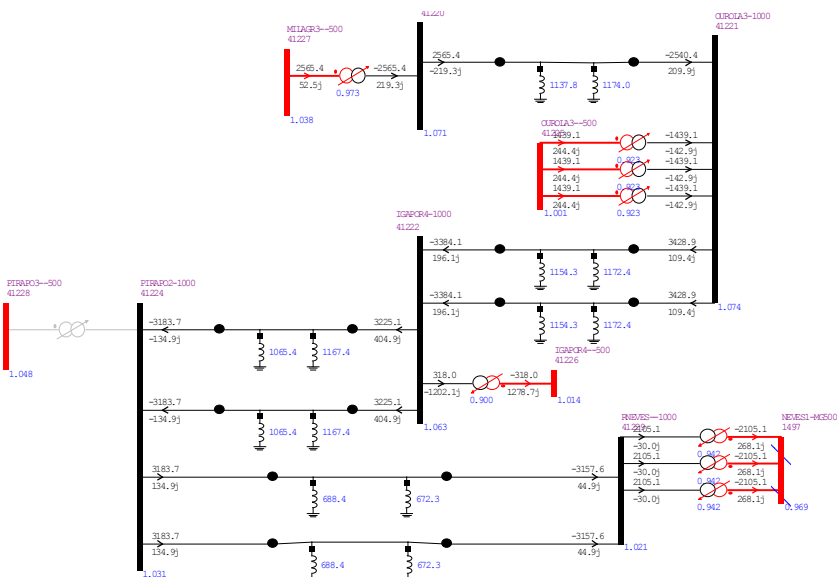 41220
OUROLA3-1000
41221
MILAGR3--500
41227
2565.4
52.5j
0.973
-2565.4
219.3j
1.038
2565.4
-219.3j
1137.8
1174.0
-2540.4
209.9j
1.071
OUROLA3--500
1439.1
244.4j
1439.1
244.4j
1439.1
244.4j
0.923
0.923
0.923
-1439.1
-142.9j
-1439.1
-142.9j
-1439.1
-142.9j
1.001
IGAPOR4-1000
41222
-3384.1
196.1j
1154.3
1172.4
3428.9
109.4j
-3384.1
196.1j
1154.3
1172.4
3428.9
109.4j
1.074
PIRAPO3--500
41228
1.048
PIRAPO2-1000
41224
-3183.7
-134.9j
1065.4
1167.4
3225.1
404.9j
-3183.7
-134.9j
1065.4
1167.4
3225.1
404.9j
318.0
-1202.1j
0.900
-318.0
1278.7j
IGAPOR4--500
41226
1.014
1.063
RNEVES--1000
2105.1
-30.0j
2105.1
-30.0j
2105.1
-30.0j
0.942
0.942
0.942
-2105.1
268.1j
-2105.1
268.1j
-2105.1
268.1j
NEVES1-MG500
1497
0.969
3183.7
134.9j
688.4
672.3
-3157.6
44.9j
3183.7
134.9j
688.4
672.3
-3157.6
44.9j
1.021
1.031